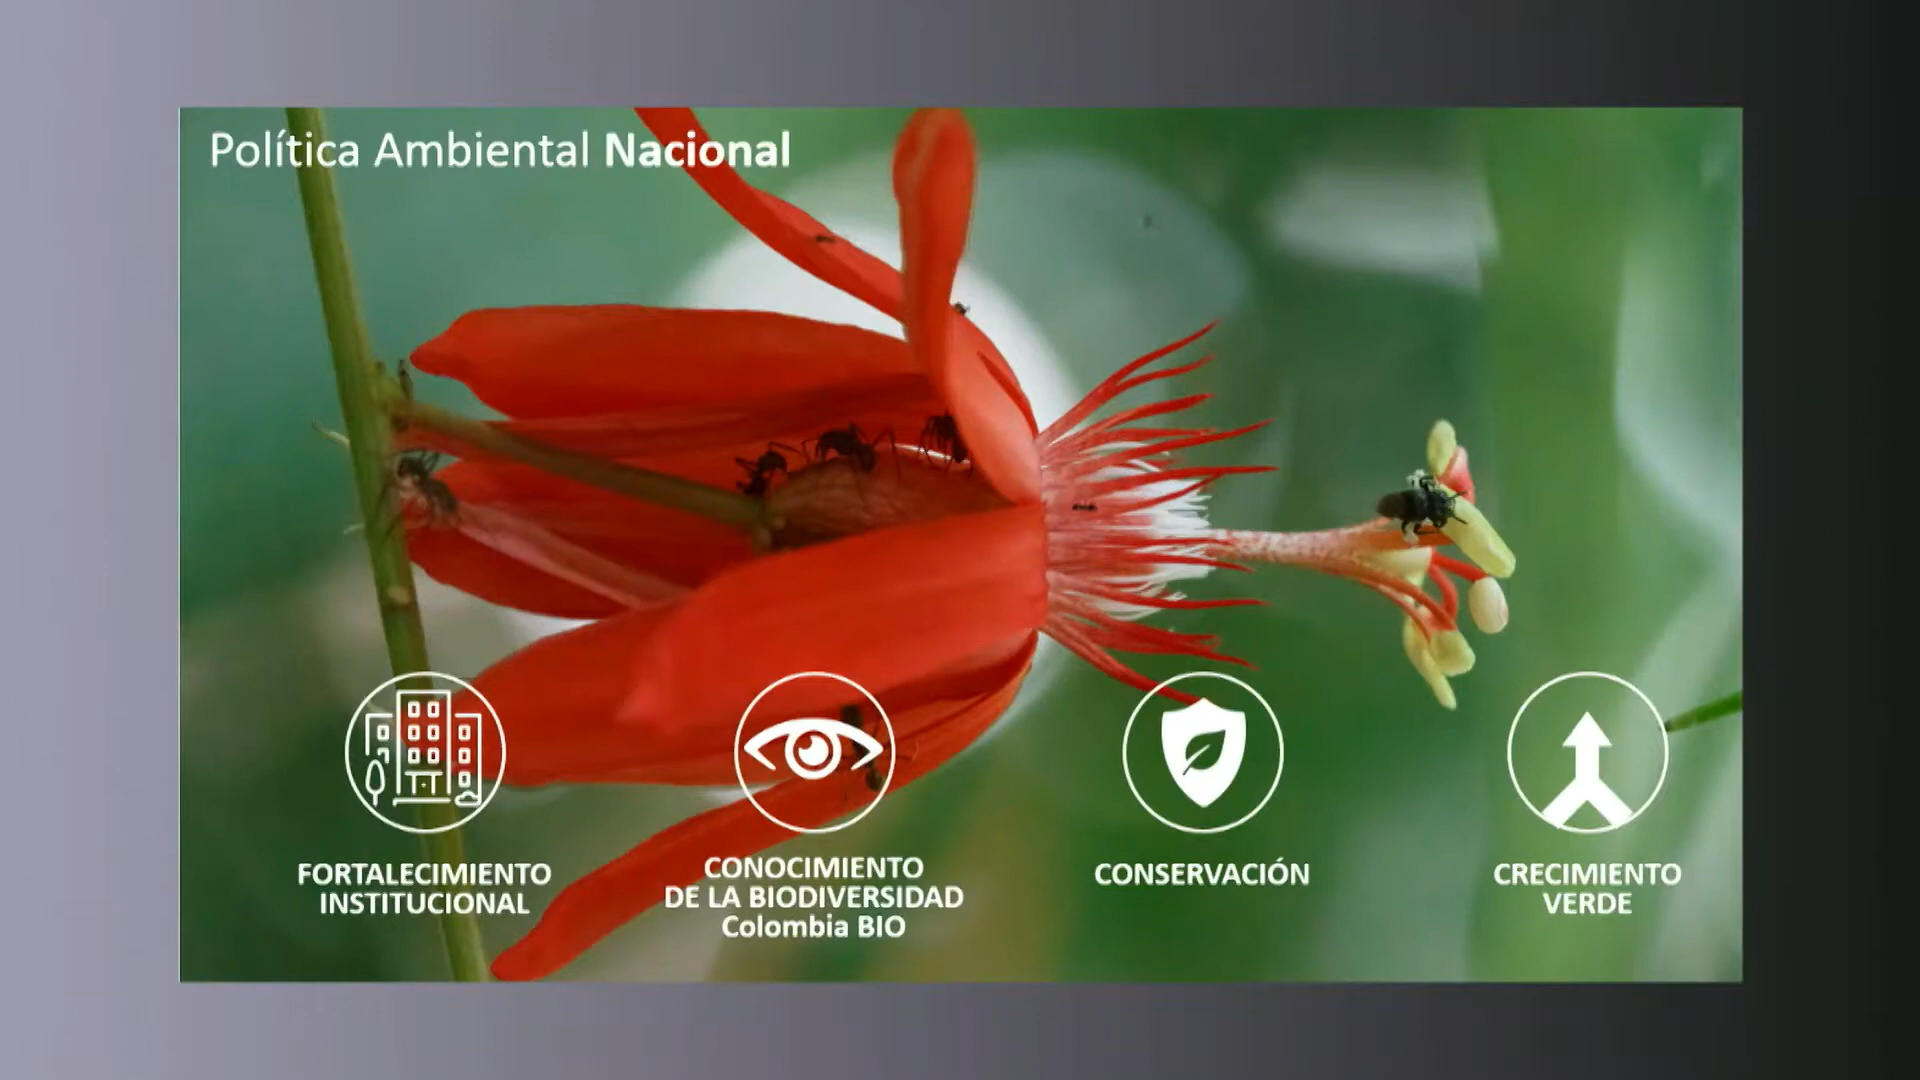 Política Ambiental Nacional
FORTALECIMIENTO
INSTITUCIONAL
CONOCIMIENTO
DE LA BIODIVERSIDAD
Colombia BIO
CONSERVACIÓN
CRECIMIENTO
VERDE